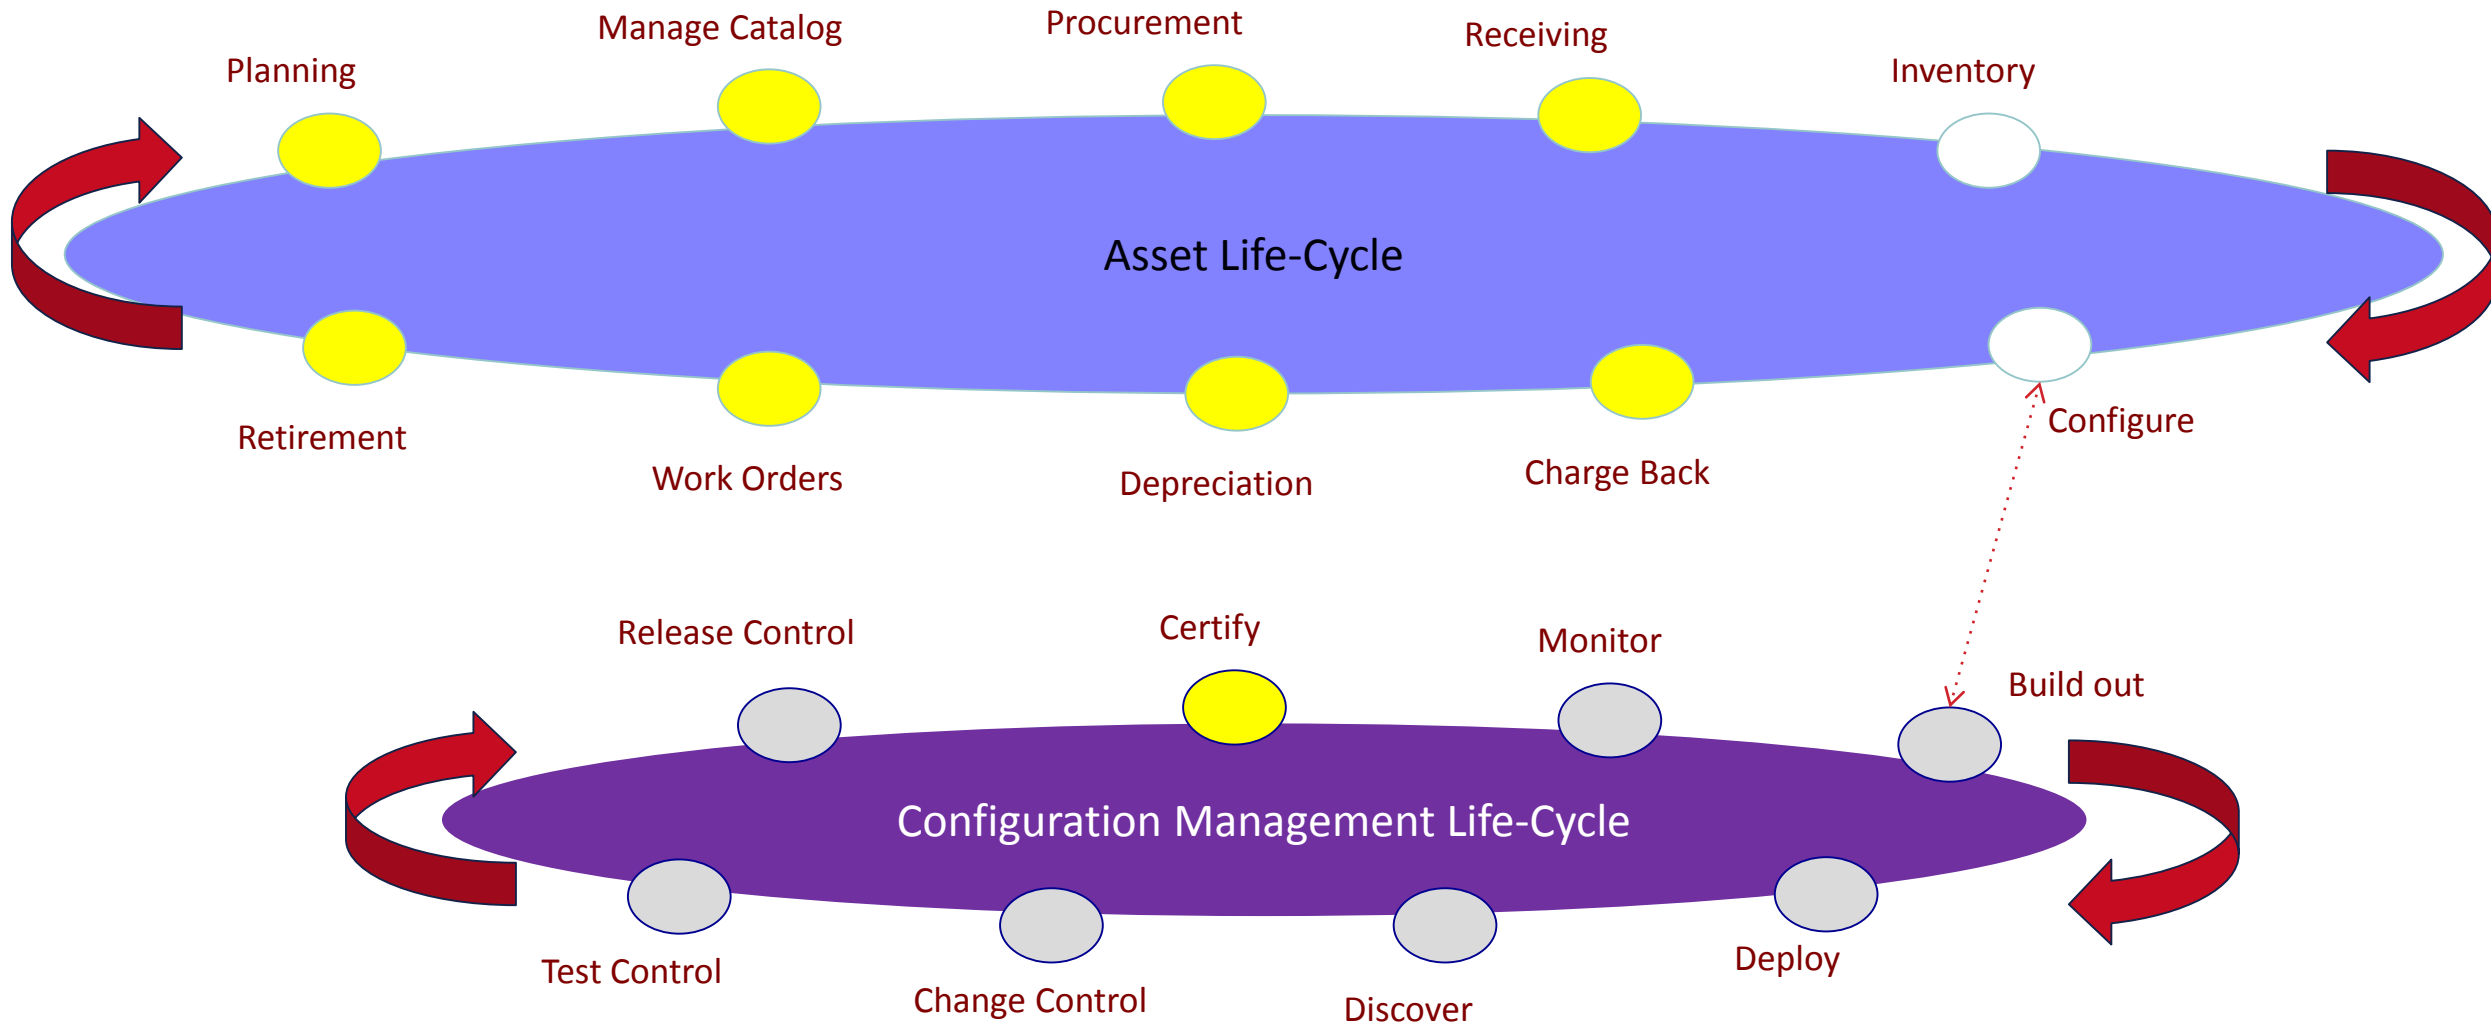 Planning
Manage Catalog
Procurement
Receiving
Inventory
Asset Life-Cycle
Retirement
Work Orders
Depreciation
Charge Back
Configure
Release Control
Certify
Monitor
Build out
Configuration Management Life-Cycle
Test Control
Change Control
Discover
Deploy